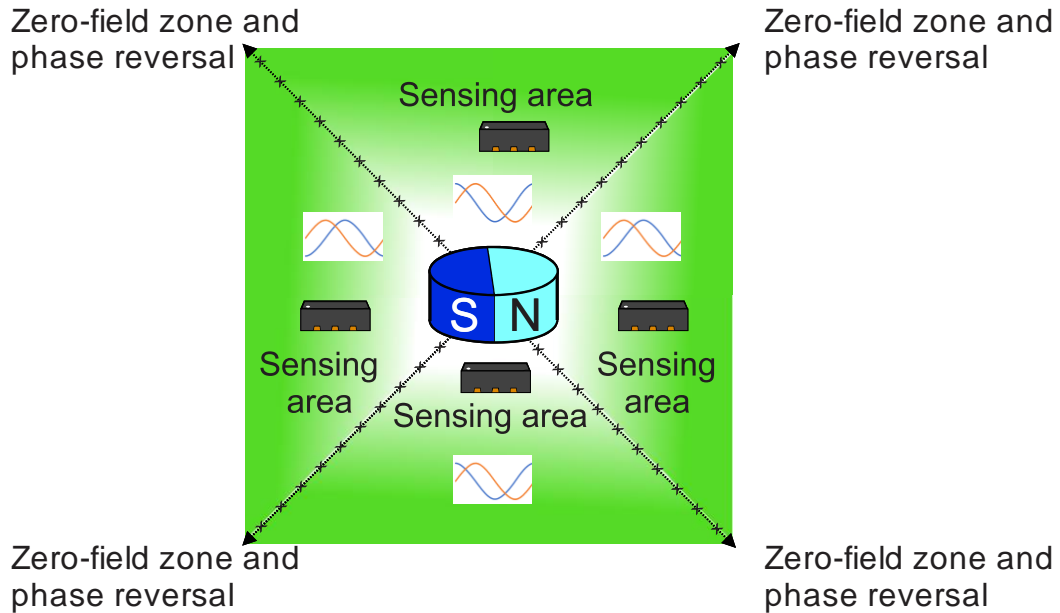 Zero-field zone and
phase reversal
Zero-field zone and
phase reversal
Sensing area
S N
Sensing
area
Sensing area
Sensing
area
Zero-field zone and
phase reversal
Zero-field zone and
phase reversal